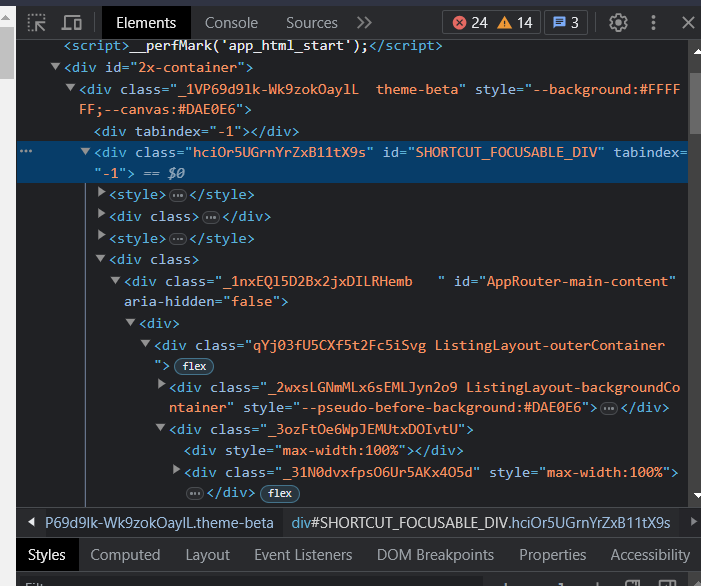 Elements Console Sources 24 14 3
<script>__perfMark('app_html_start');</script>
<div id="2x-container">
<div class="_1VP69d9lk-Wk9zokOaylL  theme-beta" style="--background:#FFFF
FF;--canvas:#DAE0E6">
<div tabindex="-1"></div>
<div class="hciOr5UGrnYrZxB11tX9s" id="SHORTCUT_FOCUSABLE_DIV" tabindex=
"-1"> == $0
<style>…</style>
<div class>…</div>
<style>…</style>
<div class>
<div class="_1nxEQl5D2Bx2jxDILRHemb   " id="AppRouter-main-content"
aria-hidden="false">
<div>
<div class="qYj03fU5CXf5t2Fc5iSvg ListingLayout-outerContainer
"> flex
<div class="_2wxsLGNmMLx6sEMLJyn2o9 ListingLayout-backgroundCo
ntainer" style="--pseudo-before-background:#DAE0E6">…</div>
<div class="_3ozFtOe6WpJEMUtxDOIvtU">
<div style="max-width:100%"></div>
<div class="_31N0dvxfpsO6Ur5AKx4O5d" style="max-width:100%">
…</div> flex
P69d9lk-Wk9zokOaylL.theme-beta div#SHORTCUT_FOCUSABLE_DIV.hciOr5UGrnYrZxB11tX9s
Styles Computed Layout Event Listeners DOM Breakpoints Properties Accessibility